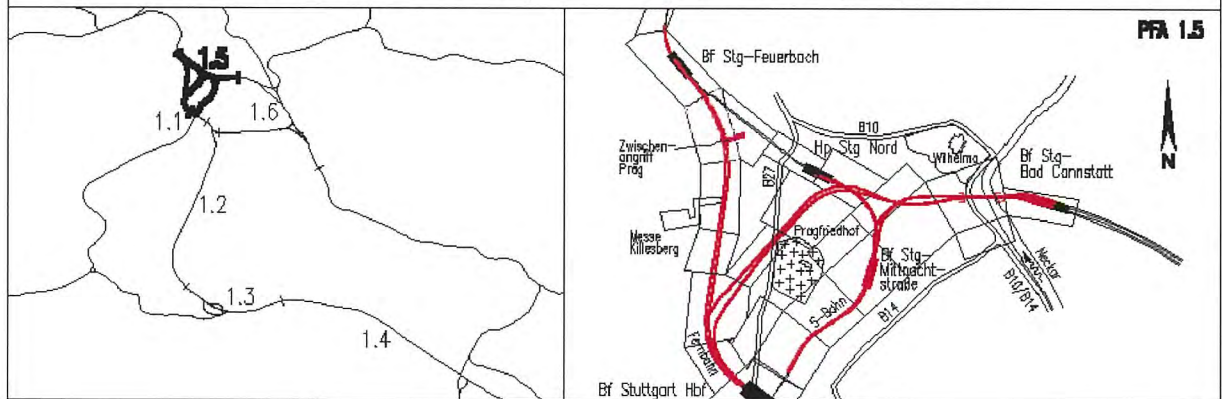 1.5
1.1
1.6
1.2
1.3
1.4
PFA 1.5
Bf Stg-Feuerbach
N
Zwischen-
angriff
Prag
B10
Hp Stg Nord
Wilhelma
Bf Stg-
Bad Cannstatt
B27
Messe
Killesberg
Pragfriedhof
Bf Stg-
Mittnacht-
straße
Neckar
B10/B14
S-Bahn
B14
Fernbahn
Bf Stuttgart Hbf